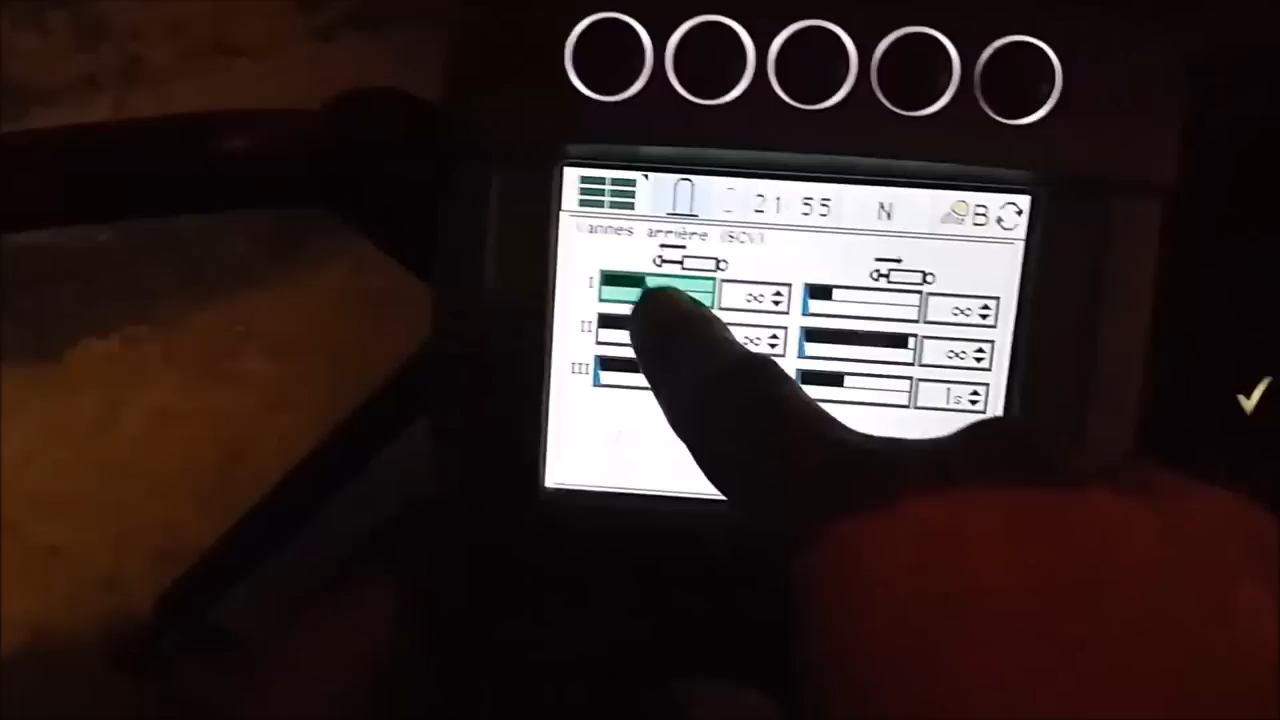 21 55 N B
Vannes arrière (SCV)
I ∞ ∞
II ∞ ∞
III 1s